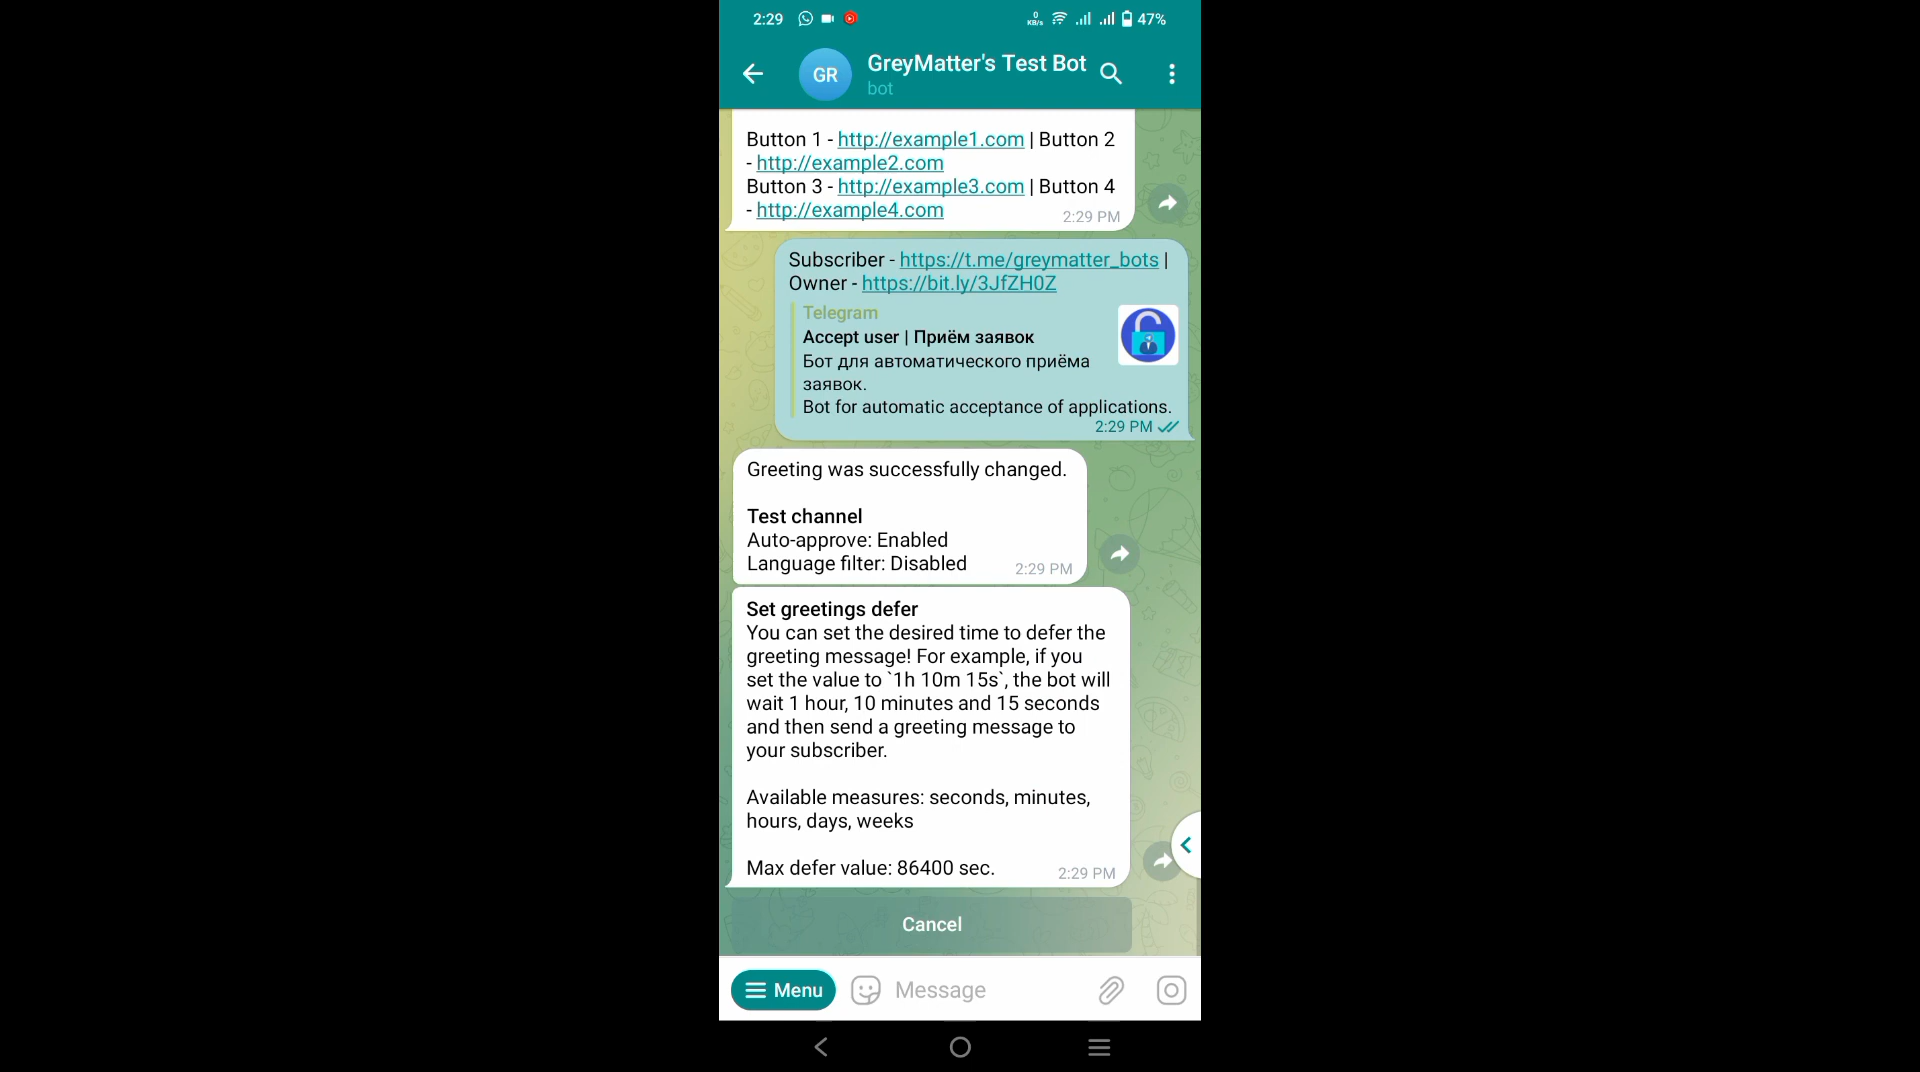 2:29
0
KB/s
47%
GR
GreyMatter's Test Bot
bot
Button 1 - http://example1.com | Button 2
- http://example2.com
Button 3 - http://example3.com | Button 4
- http://example4.com
2:29 PM
Subscriber - https://t.me/greymatter_bots |
Owner - https://bit.ly/3JfZH0Z
Telegram
Accept user | Приём заявок
Бот для автоматического приёма
заявок.
Bot for automatic acceptance of applications.
2:29 PM
Greeting was successfully changed.
Test channel
Auto-approve: Enabled
Language filter: Disabled
2:29 PM
Set greetings defer
You can set the desired time to defer the
greeting message! For example, if you
set the value to `1h 10m 15s`, the bot will
wait 1 hour, 10 minutes and 15 seconds
and then send a greeting message to
your subscriber.
Available measures: seconds, minutes,
hours, days, weeks
Max defer value: 86400 sec.
2:29 PM
Cancel
Menu
Message